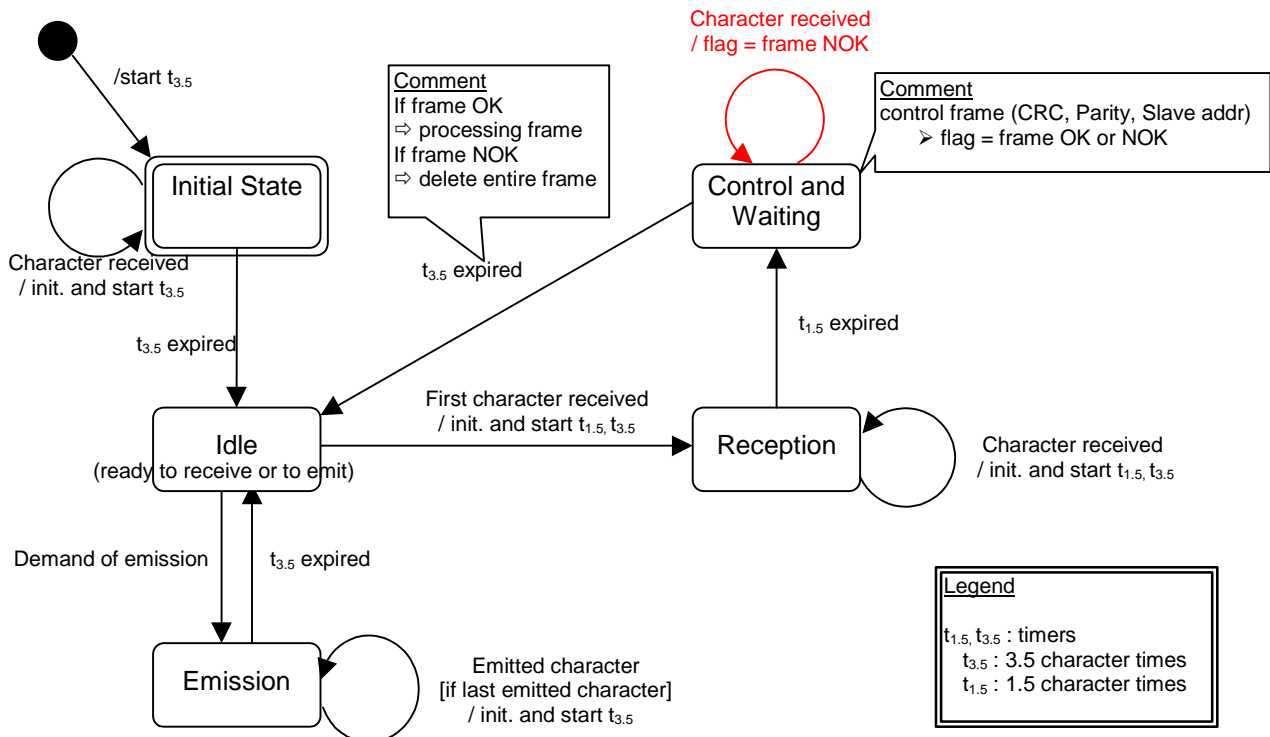 /start t3.5
Initial State
Character received
/ init. and start t3.5
t3.5 expired
Comment
If frame OK
⇨ processing frame
If frame NOK
⇨ delete entire frame
t3.5 expired
Character received
/ flag = frame NOK
Comment
control frame (CRC, Parity, Slave addr)
➢ flag = frame OK or NOK
Control and
Waiting
t1.5 expired
First character received
/ init. and start t1.5, t3.5
Idle
(ready to receive or to emit)
Reception
Character received
/ init. and start t1.5, t3.5
Demand of emission
t3.5 expired
Emission
Emitted character
[if last emitted character]
/ init. and start t3.5
Legend
t1.5, t3.5 : timers
t3.5 : 3.5 character times
t1.5 : 1.5 character times